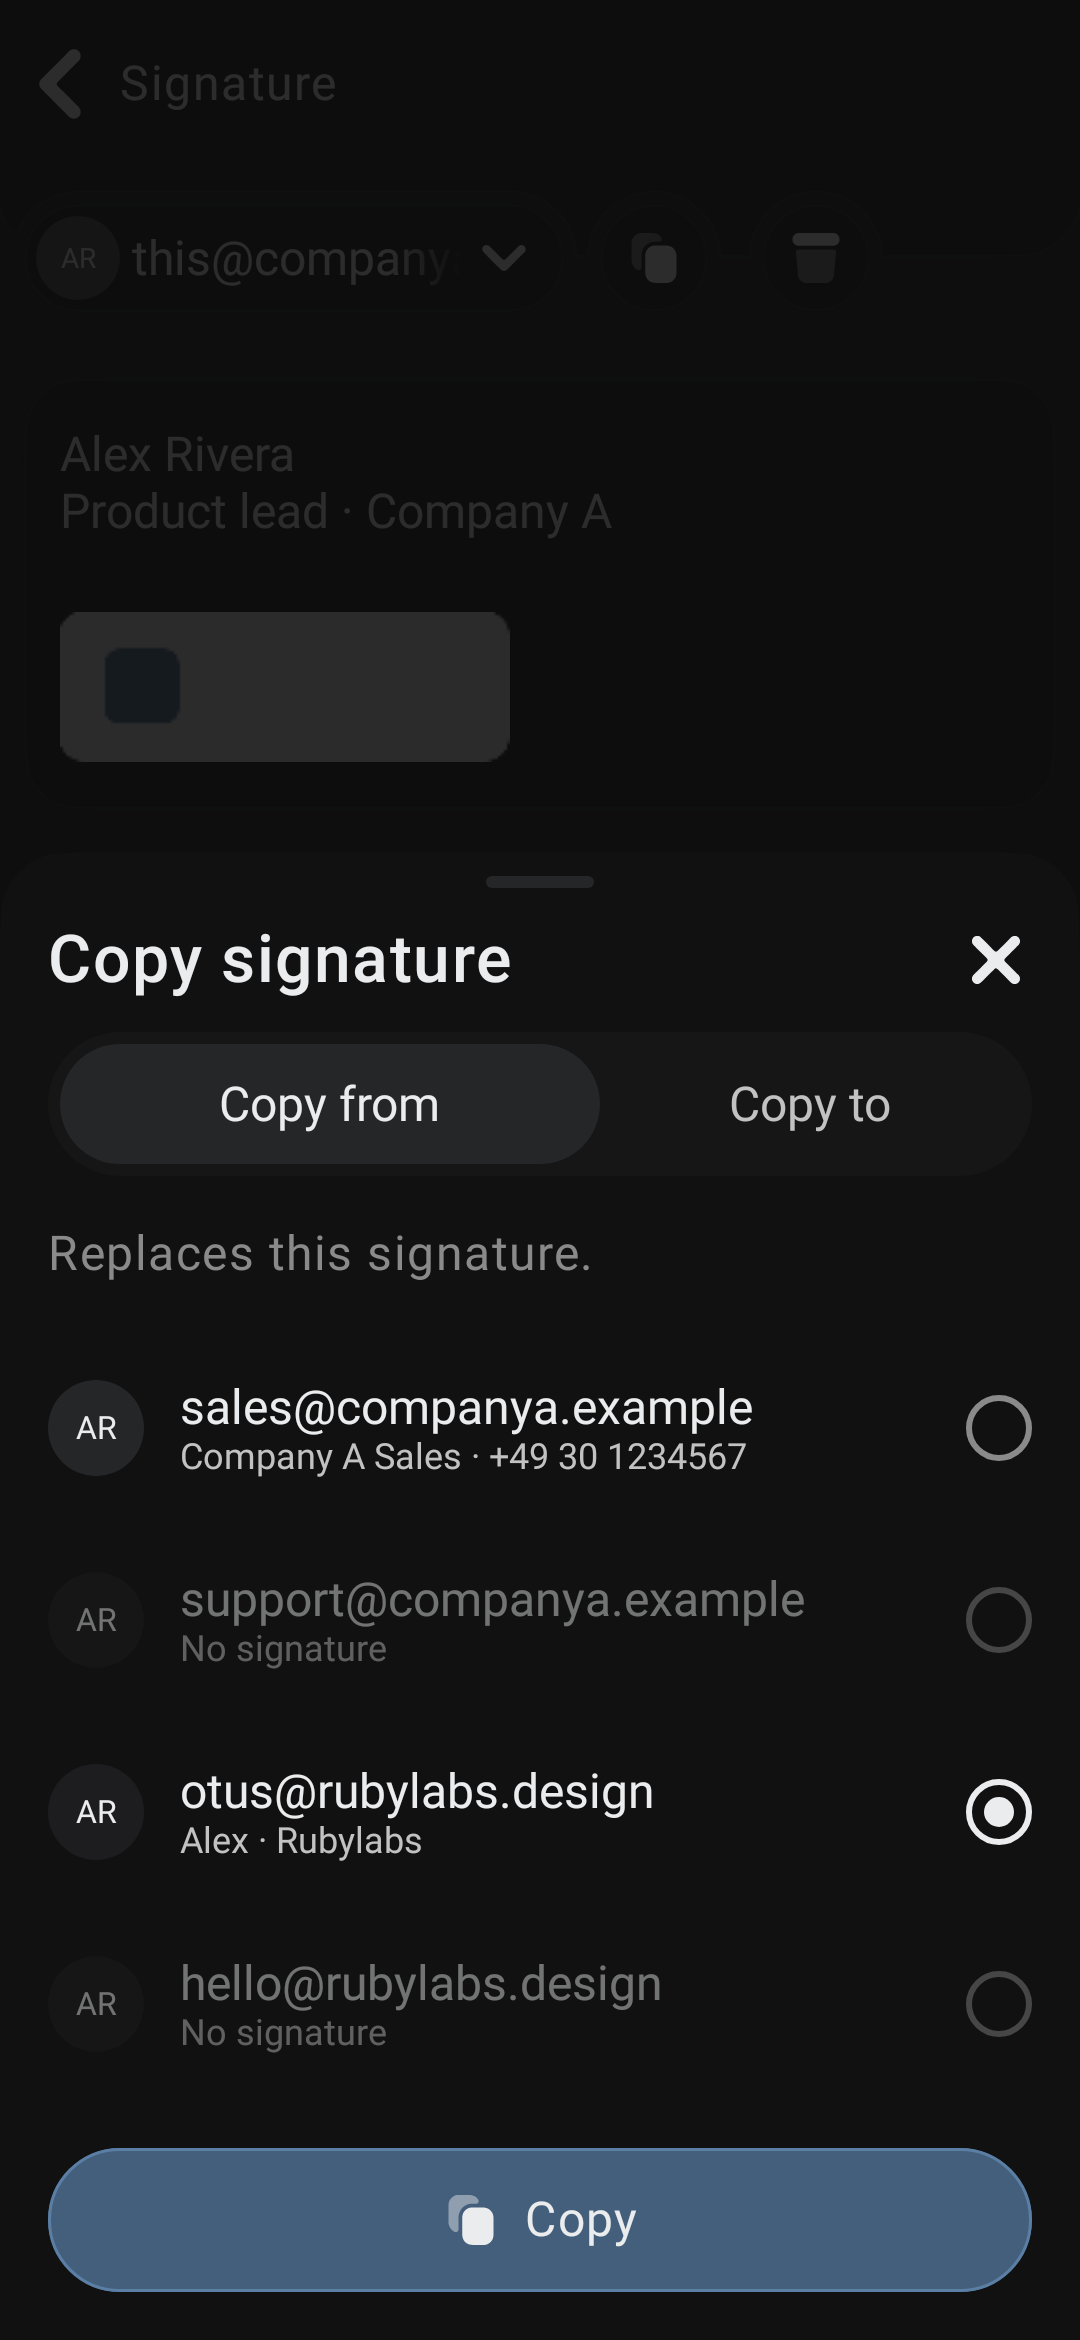 Signature
AR this@company
Alex Rivera
Product lead · Company A
Copy signature
Copy from
Copy to
Replaces this signature.
AR
sales@companya.example
Company A Sales · +49 30 1234567
AR
support@companya.example
No signature
AR
otus@rubylabs.design
Alex · Rubylabs
AR
hello@rubylabs.design
No signature
Copy